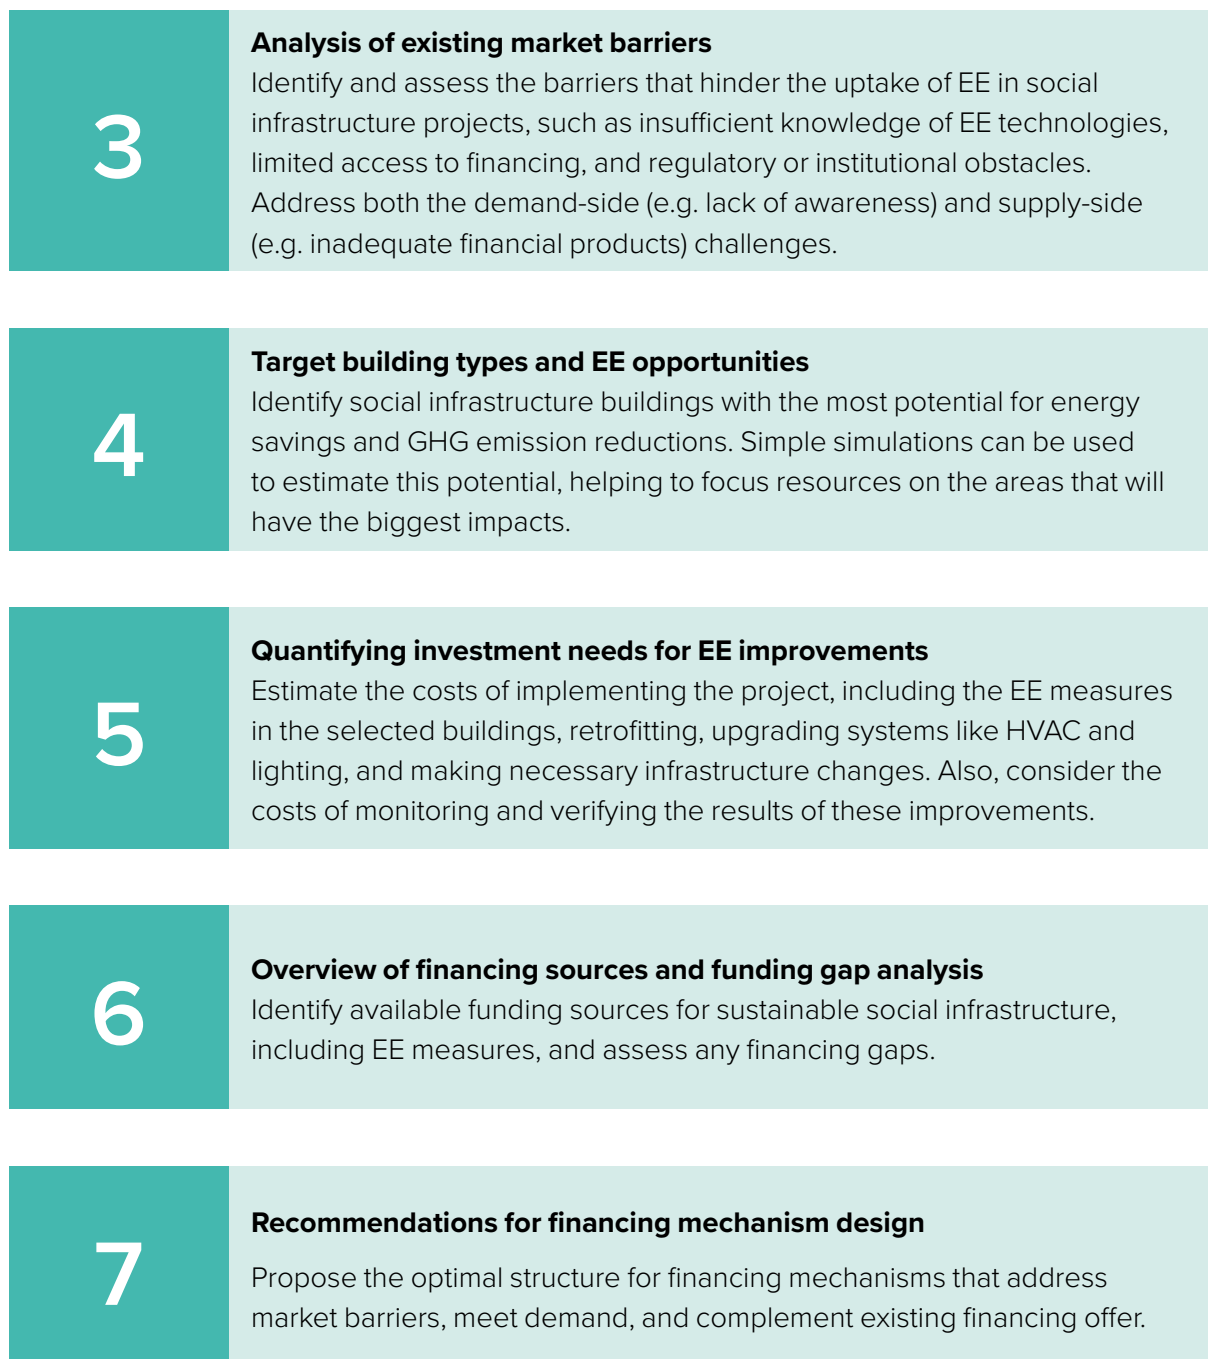 3
Analysis of existing market barriers
Identify and assess the barriers that hinder the uptake of EE in social
infrastructure projects, such as insufficient knowledge of EE technologies,
limited access to financing, and regulatory or institutional obstacles.
Address both the demand-side (e.g. lack of awareness) and supply-side
(e.g. inadequate financial products) challenges.
4
Target building types and EE opportunities
Identify social infrastructure buildings with the most potential for energy
savings and GHG emission reductions. Simple simulations can be used
to estimate this potential, helping to focus resources on the areas that will
have the biggest impacts.
5
Quantifying investment needs for EE improvements
Estimate the costs of implementing the project, including the EE measures
in the selected buildings, retrofitting, upgrading systems like HVAC and
lighting, and making necessary infrastructure changes. Also, consider the
costs of monitoring and verifying the results of these improvements.
6
Overview of financing sources and funding gap analysis
Identify available funding sources for sustainable social infrastructure,
including EE measures, and assess any financing gaps.
7
Recommendations for financing mechanism design
Propose the optimal structure for financing mechanisms that address
market barriers, meet demand, and complement existing financing offer.